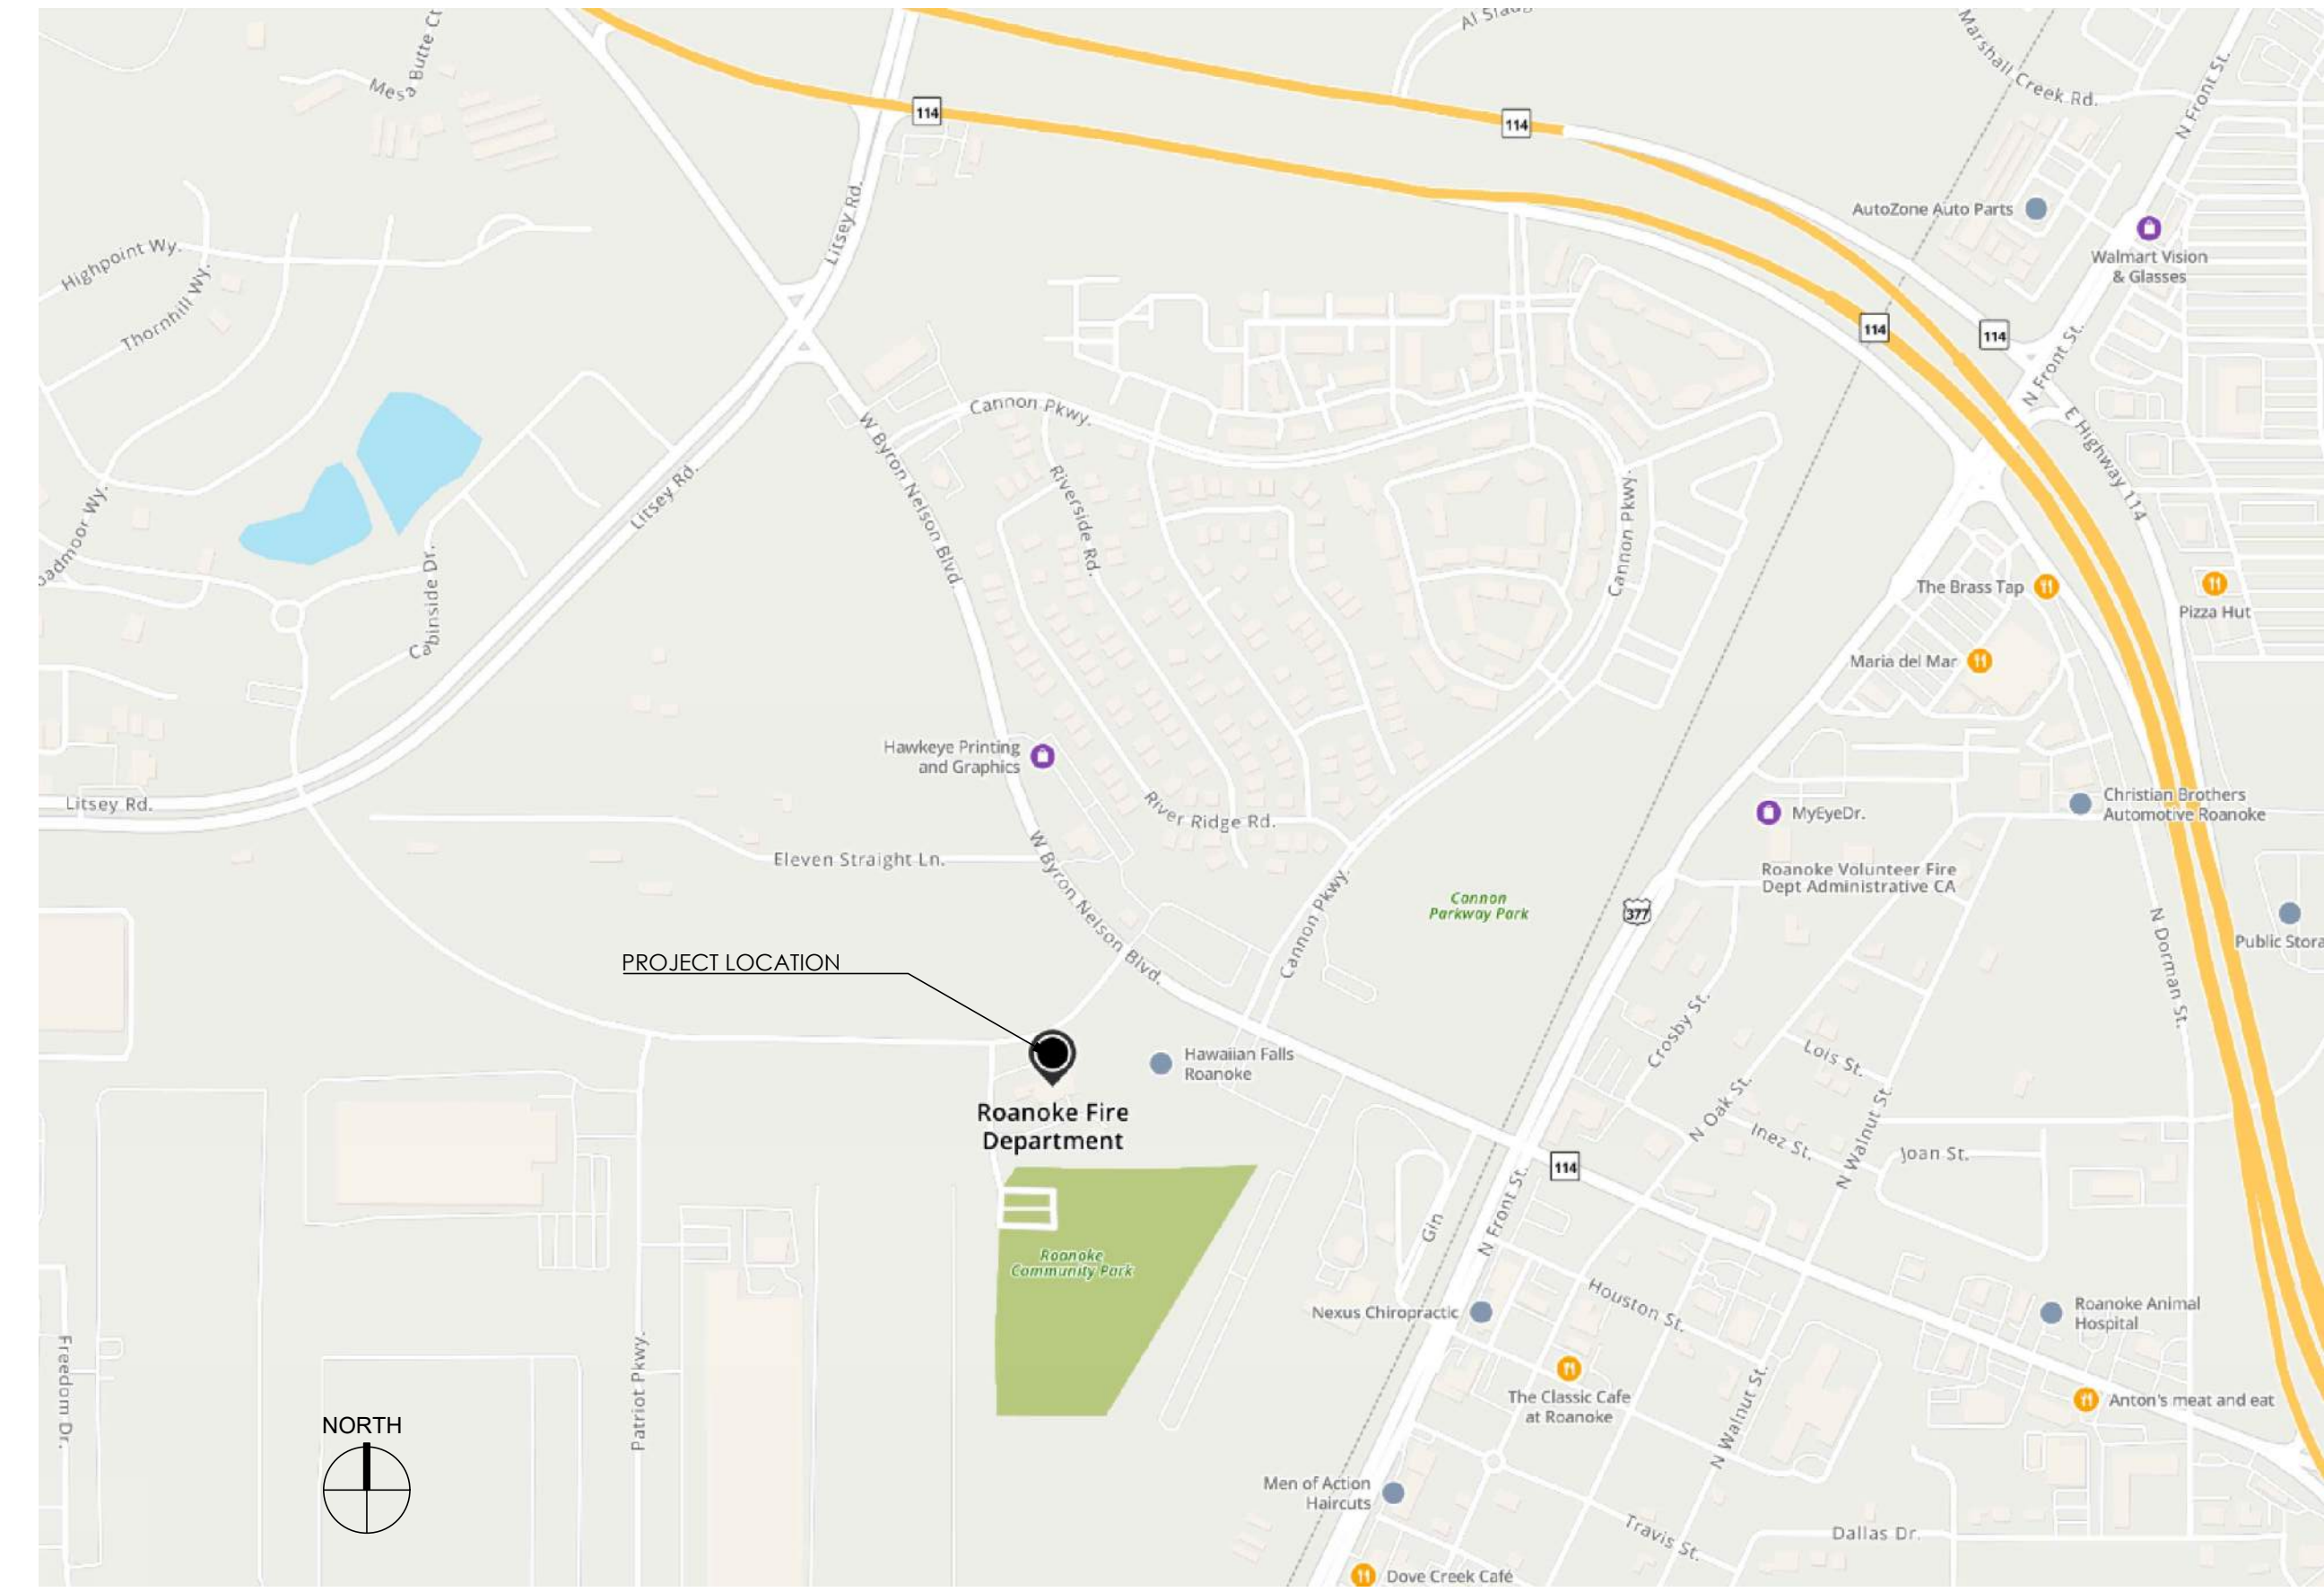 Al Slaug
Mesa Butte Ct
Marshall Creek Rd.
N Front St.
114
114
Litsey Rd.
AutoZone Auto Parts
Walmart Vision
& Glasses
Highpoint Wy.
Thornhill Wy.
114
114
N Front St.
Cannon Pkwy.
W Byron Nelson Blvd.
E Highway 114
Riverside Rd.
Litsey Rd.
Cannon Pkwy.
oadmoor Wy.
Cabinside Dr.
The Brass Tap
Pizza Hut
Maria del Mar
Hawkeye Printing
and Graphics
Litsey Rd.
River Ridge Rd.
MyEyeDr.
Christian Brothers
Automotive Roanoke
Eleven Straight Ln.
W Byron Nelson Blvd.
Cannon Pkwy.
Cannon
Parkway Park
377
Roanoke Volunteer Fire
Dept Administrative CA
N Dorman St.
Public Stora
PROJECT LOCATION
Hawaiian Falls
Roanoke
Crosby St.
Lois St.
Roanoke Fire
Department
N Oak St.
Inez St.
N Walnut St.
Joan St.
114
Gin
N Front St.
Roanoke
Community Park
Nexus Chiropractic
Houston St.
Roanoke Animal
Hospital
Freedom Dr.
Patriot Pkwy.
The Classic Cafe
at Roanoke
N Walnut St.
Anton's meat and eat
NORTH
Men of Action
Haircuts
Travis St.
Dallas Dr.
Dove Creek Café